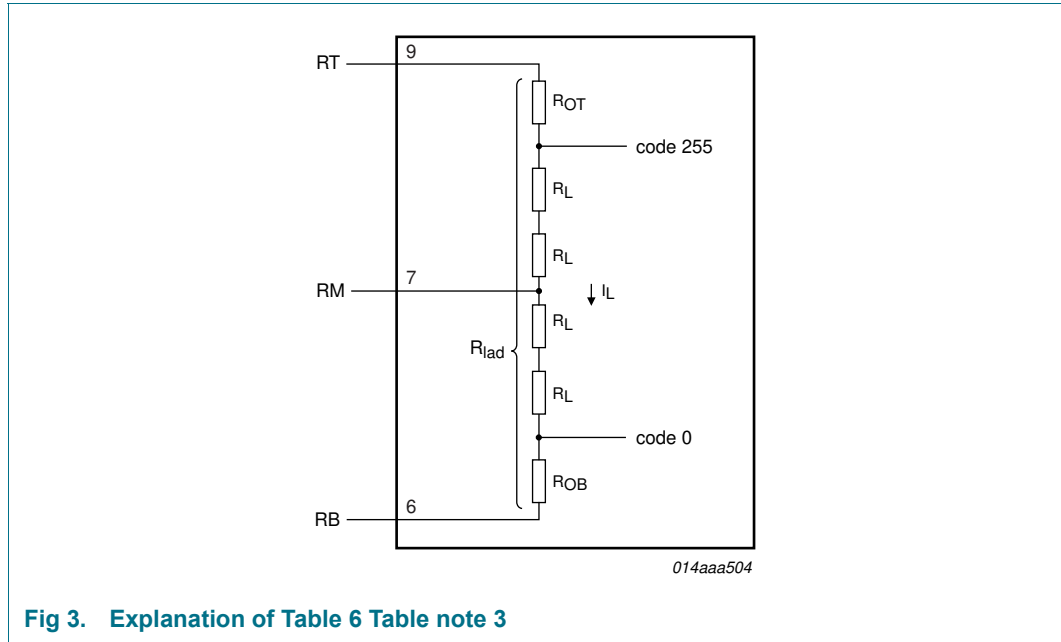 RT
9
ROT
code 255
RL
RL
RM
7
IL
RL
Rlad
RL
code 0
ROB
RB
6
014aaa504
Fig 3. Explanation of Table 6 Table note 3